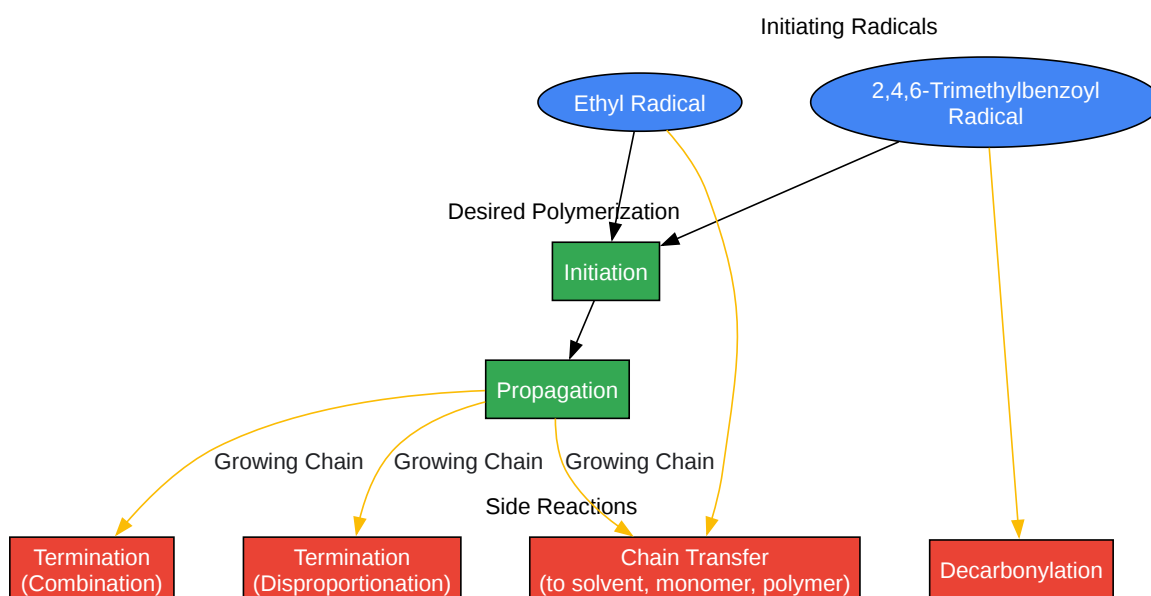 Initiating Radicals
Ethyl Radical
2,4,6-Trimethylbenzoyl
Radical
Desired Polymerization
Initiation
Propagation
Growing Chain
Growing Chain
Growing Chain
Side Reactions
Termination
(Combination)
Termination
(Disproportionation)
Chain Transfer
(to solvent, monomer, polymer)
Decarbonylation